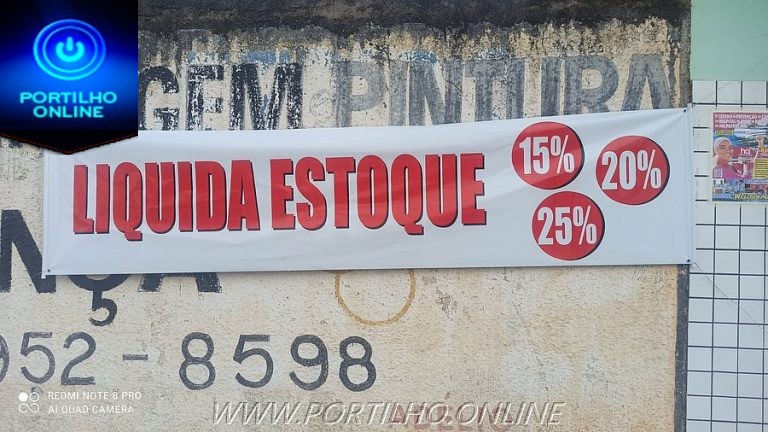 PORTILHO
ONLINE
GEM PINTURA
LIQUIDA ESTOQUE
15%
20%
25%
952-8598
REDMI NOTE 8 PRO
AI QUAD CAMERA
WWW.PORTILHO ONLINE